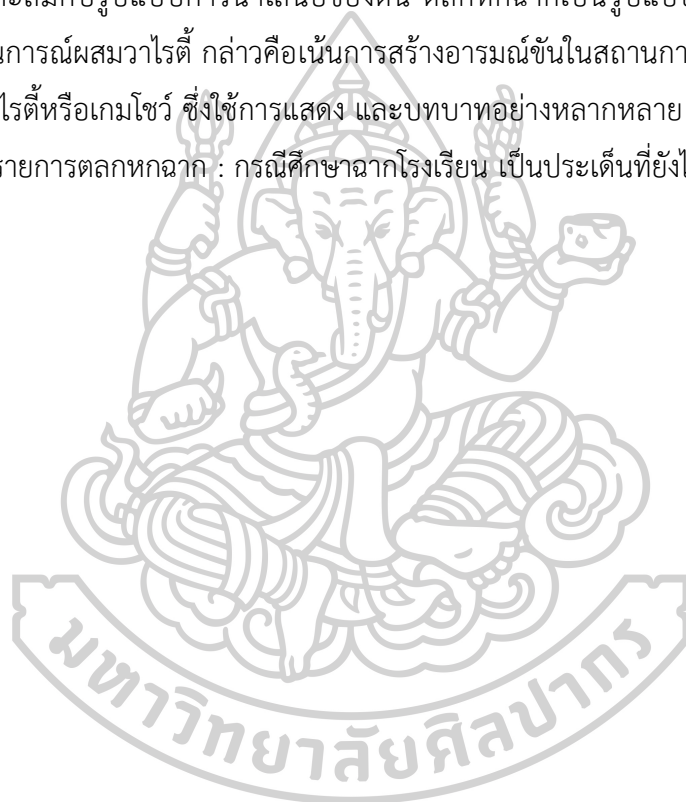 กับรูปแบบการนำเสนอของตน ตลกหกฉากเป็นรูปแบบ
การณ์ผสมวาไรตี้ กล่าวคือเน้นการสร้างอารมณ์ขันในสถานกา
ไรตี้หรือเกมโชว์ ซึ่งใช้การแสดง และบทบาทอย่างหลากหลาย
รายการตลกหกฉาก : กรณีศึกษาฉากโรงเรียน เป็นประเด็นที่ยัง
มหาวิทยาลัยศิลปากร